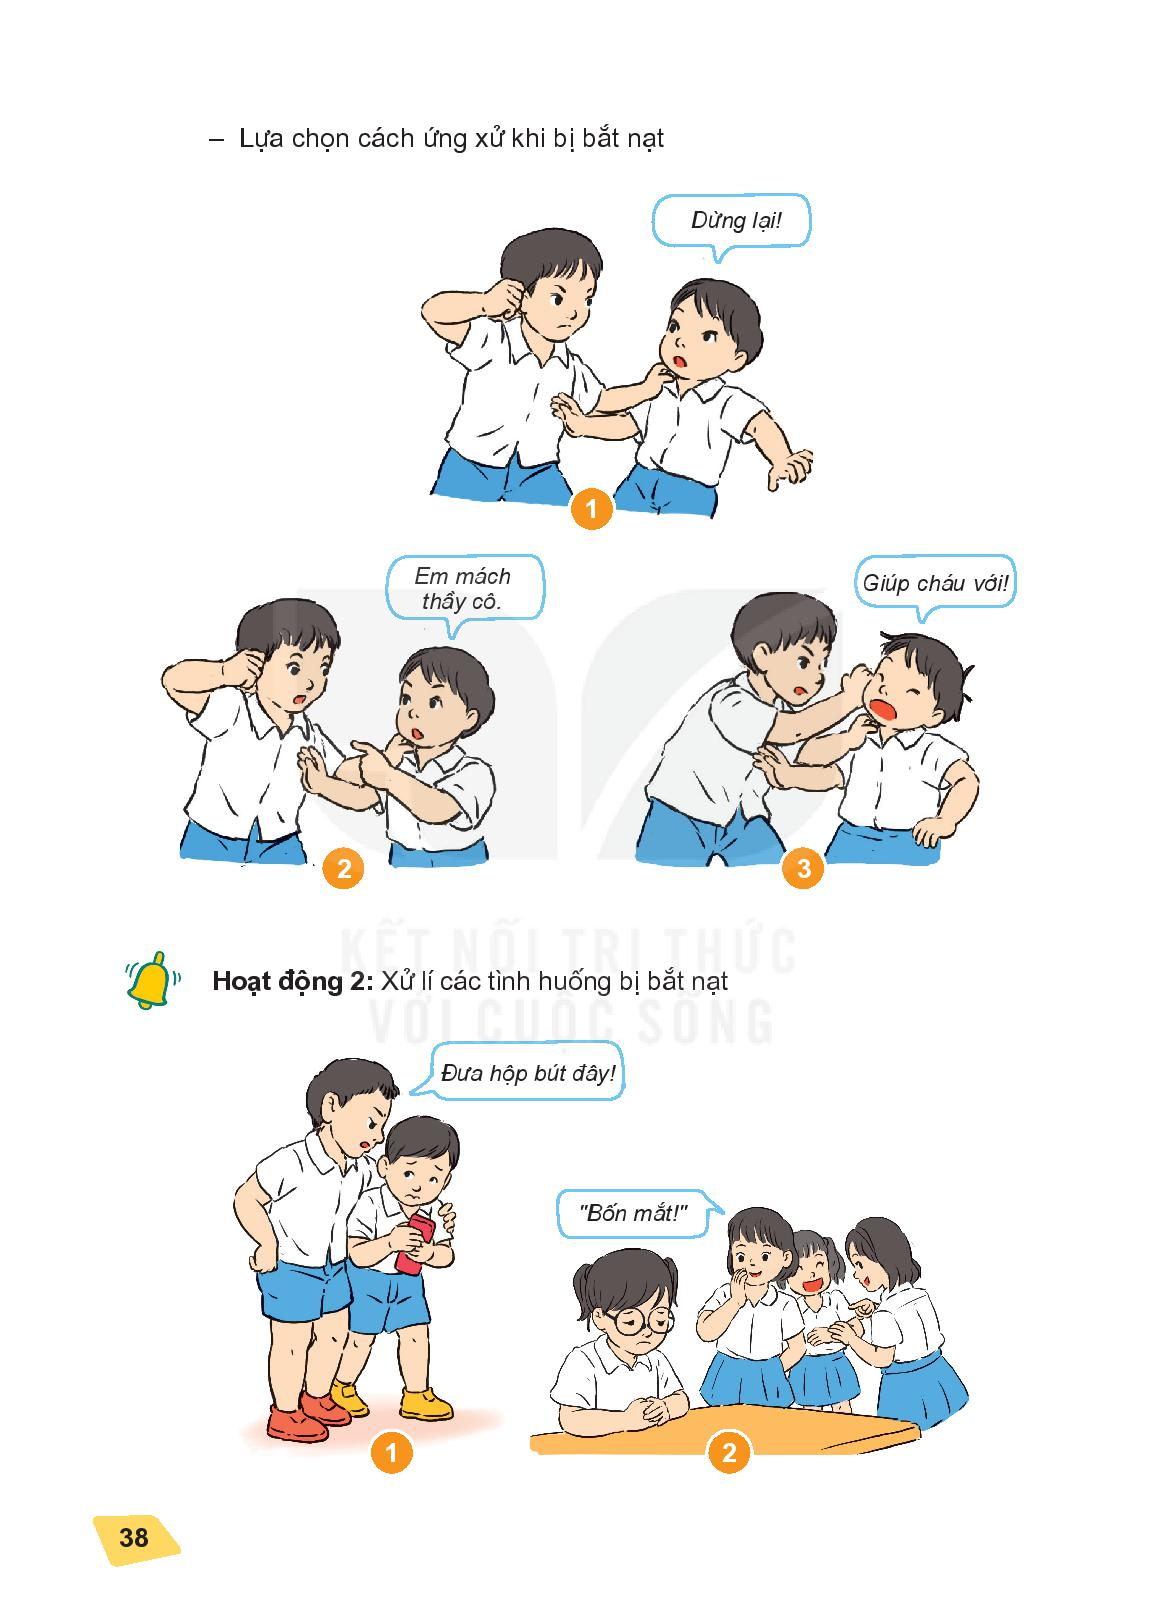 – Lựa chọn cách ứng xử khi bị bắt nạt
Dừng lại!
1
Em mách
thầy cô.
Giúp cháu với!
2
3
KẾT NỐI TRI THỨC
VỚI CUỘC SỐNG
Hoạt động 2: Xử lí các tình huống bị bắt nạt
Đưa hộp bút đây!
"Bốn mắt!"
1
2
38